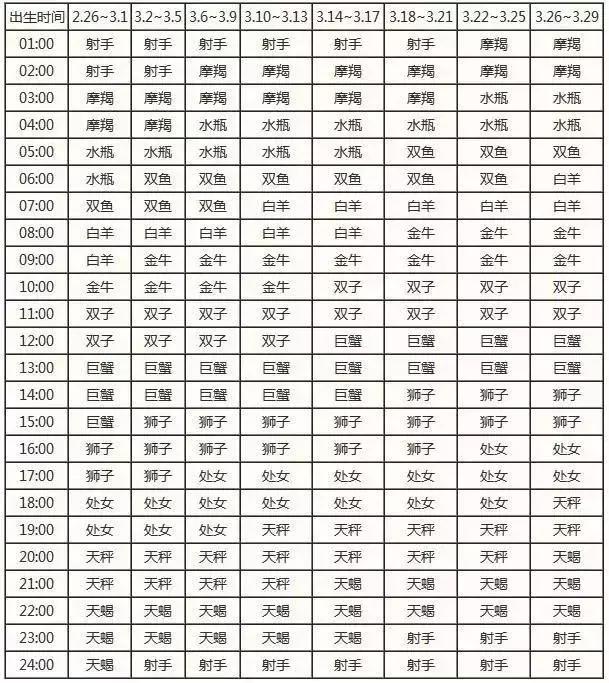 出生时间 2.26~3.1 3.2~3.5 3.6~3.9 3.10~3.13 3.14~3.17 3.18~3.21 3.22~3.25 3.26~3.29
01:00 射手 射手 射手 射手 射手 射手 摩羯 摩羯
02:00 射手 射手 摩羯 摩羯 摩羯 摩羯 摩羯 摩羯
03:00 摩羯 摩羯 摩羯 摩羯 摩羯 摩羯 水瓶 水瓶
04:00 摩羯 摩羯 水瓶 水瓶 水瓶 水瓶 水瓶 水瓶
05:00 水瓶 水瓶 水瓶 水瓶 水瓶 双鱼 双鱼 双鱼
06:00 水瓶 双鱼 双鱼 双鱼 双鱼 双鱼 双鱼 白羊
07:00 双鱼 双鱼 双鱼 白羊 白羊 白羊 白羊 白羊
08:00 白羊 白羊 白羊 白羊 白羊 金牛 金牛 金牛
09:00 白羊 金牛 金牛 金牛 金牛 金牛 金牛 金牛
10:00 金牛 金牛 金牛 金牛 双子 双子 双子 双子
11:00 双子 双子 双子 双子 双子 双子 双子 双子
12:00 双子 双子 双子 双子 巨蟹 巨蟹 巨蟹 巨蟹
13:00 巨蟹 巨蟹 巨蟹 巨蟹 巨蟹 巨蟹 巨蟹 巨蟹
14:00 巨蟹 巨蟹 巨蟹 巨蟹 巨蟹 狮子 狮子 狮子
15:00 巨蟹 狮子 狮子 狮子 狮子 狮子 狮子 狮子
16:00 狮子 狮子 狮子 狮子 狮子 狮子 处女 处女
17:00 狮子 狮子 处女 处女 处女 处女 处女 处女
18:00 处女 处女 处女 处女 处女 处女 处女 天秤
19:00 处女 处女 处女 天秤 天秤 天秤 天秤 天秤
20:00 天秤 天秤 天秤 天秤 天秤 天秤 天秤 天蝎
21:00 天秤 天秤 天秤 天秤 天蝎 天蝎 天蝎 天蝎
22:00 天蝎 天蝎 天蝎 天蝎 天蝎 天蝎 天蝎 天蝎
23:00 天蝎 天蝎 天蝎 天蝎 天蝎 射手 射手 射手
24:00 天蝎 射手 射手 射手 射手 射手 射手 射手